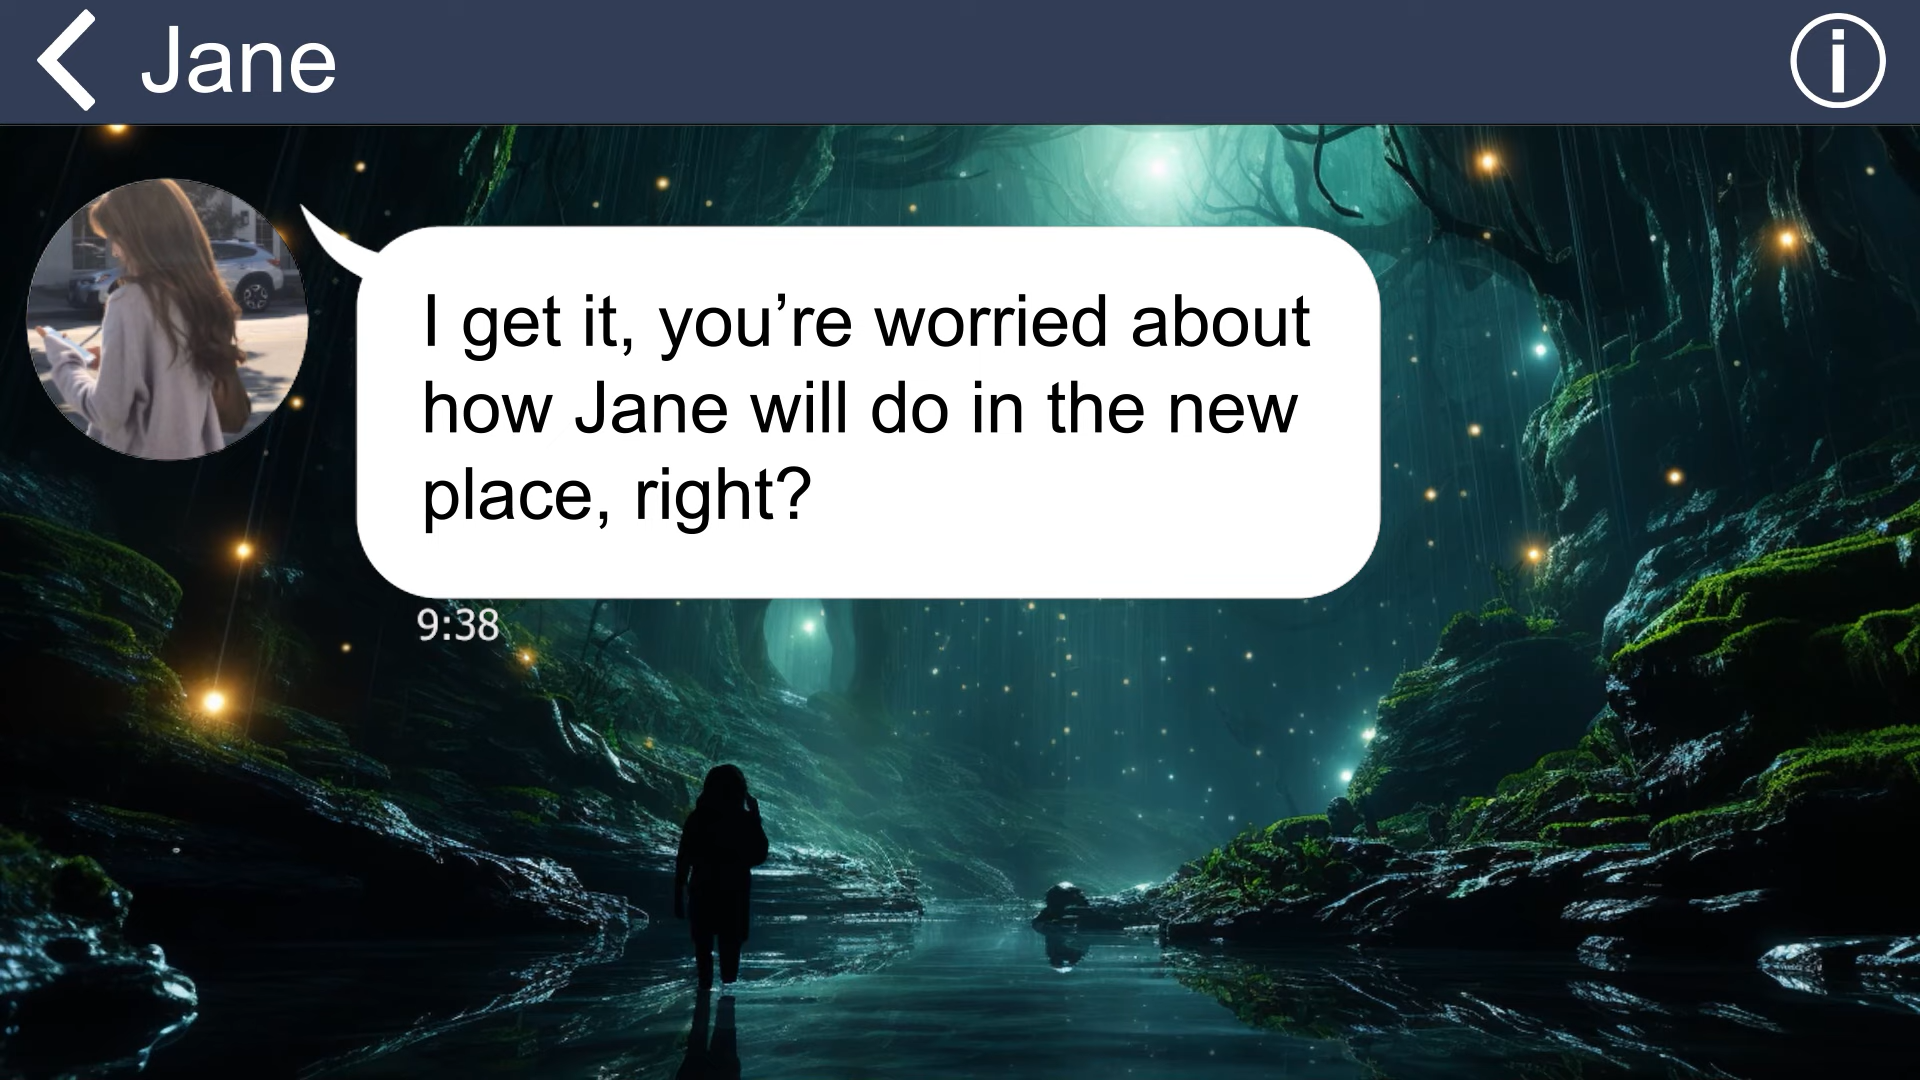 Jane
I get it, you’re worried about
how Jane will do in the new
place, right?
9:38